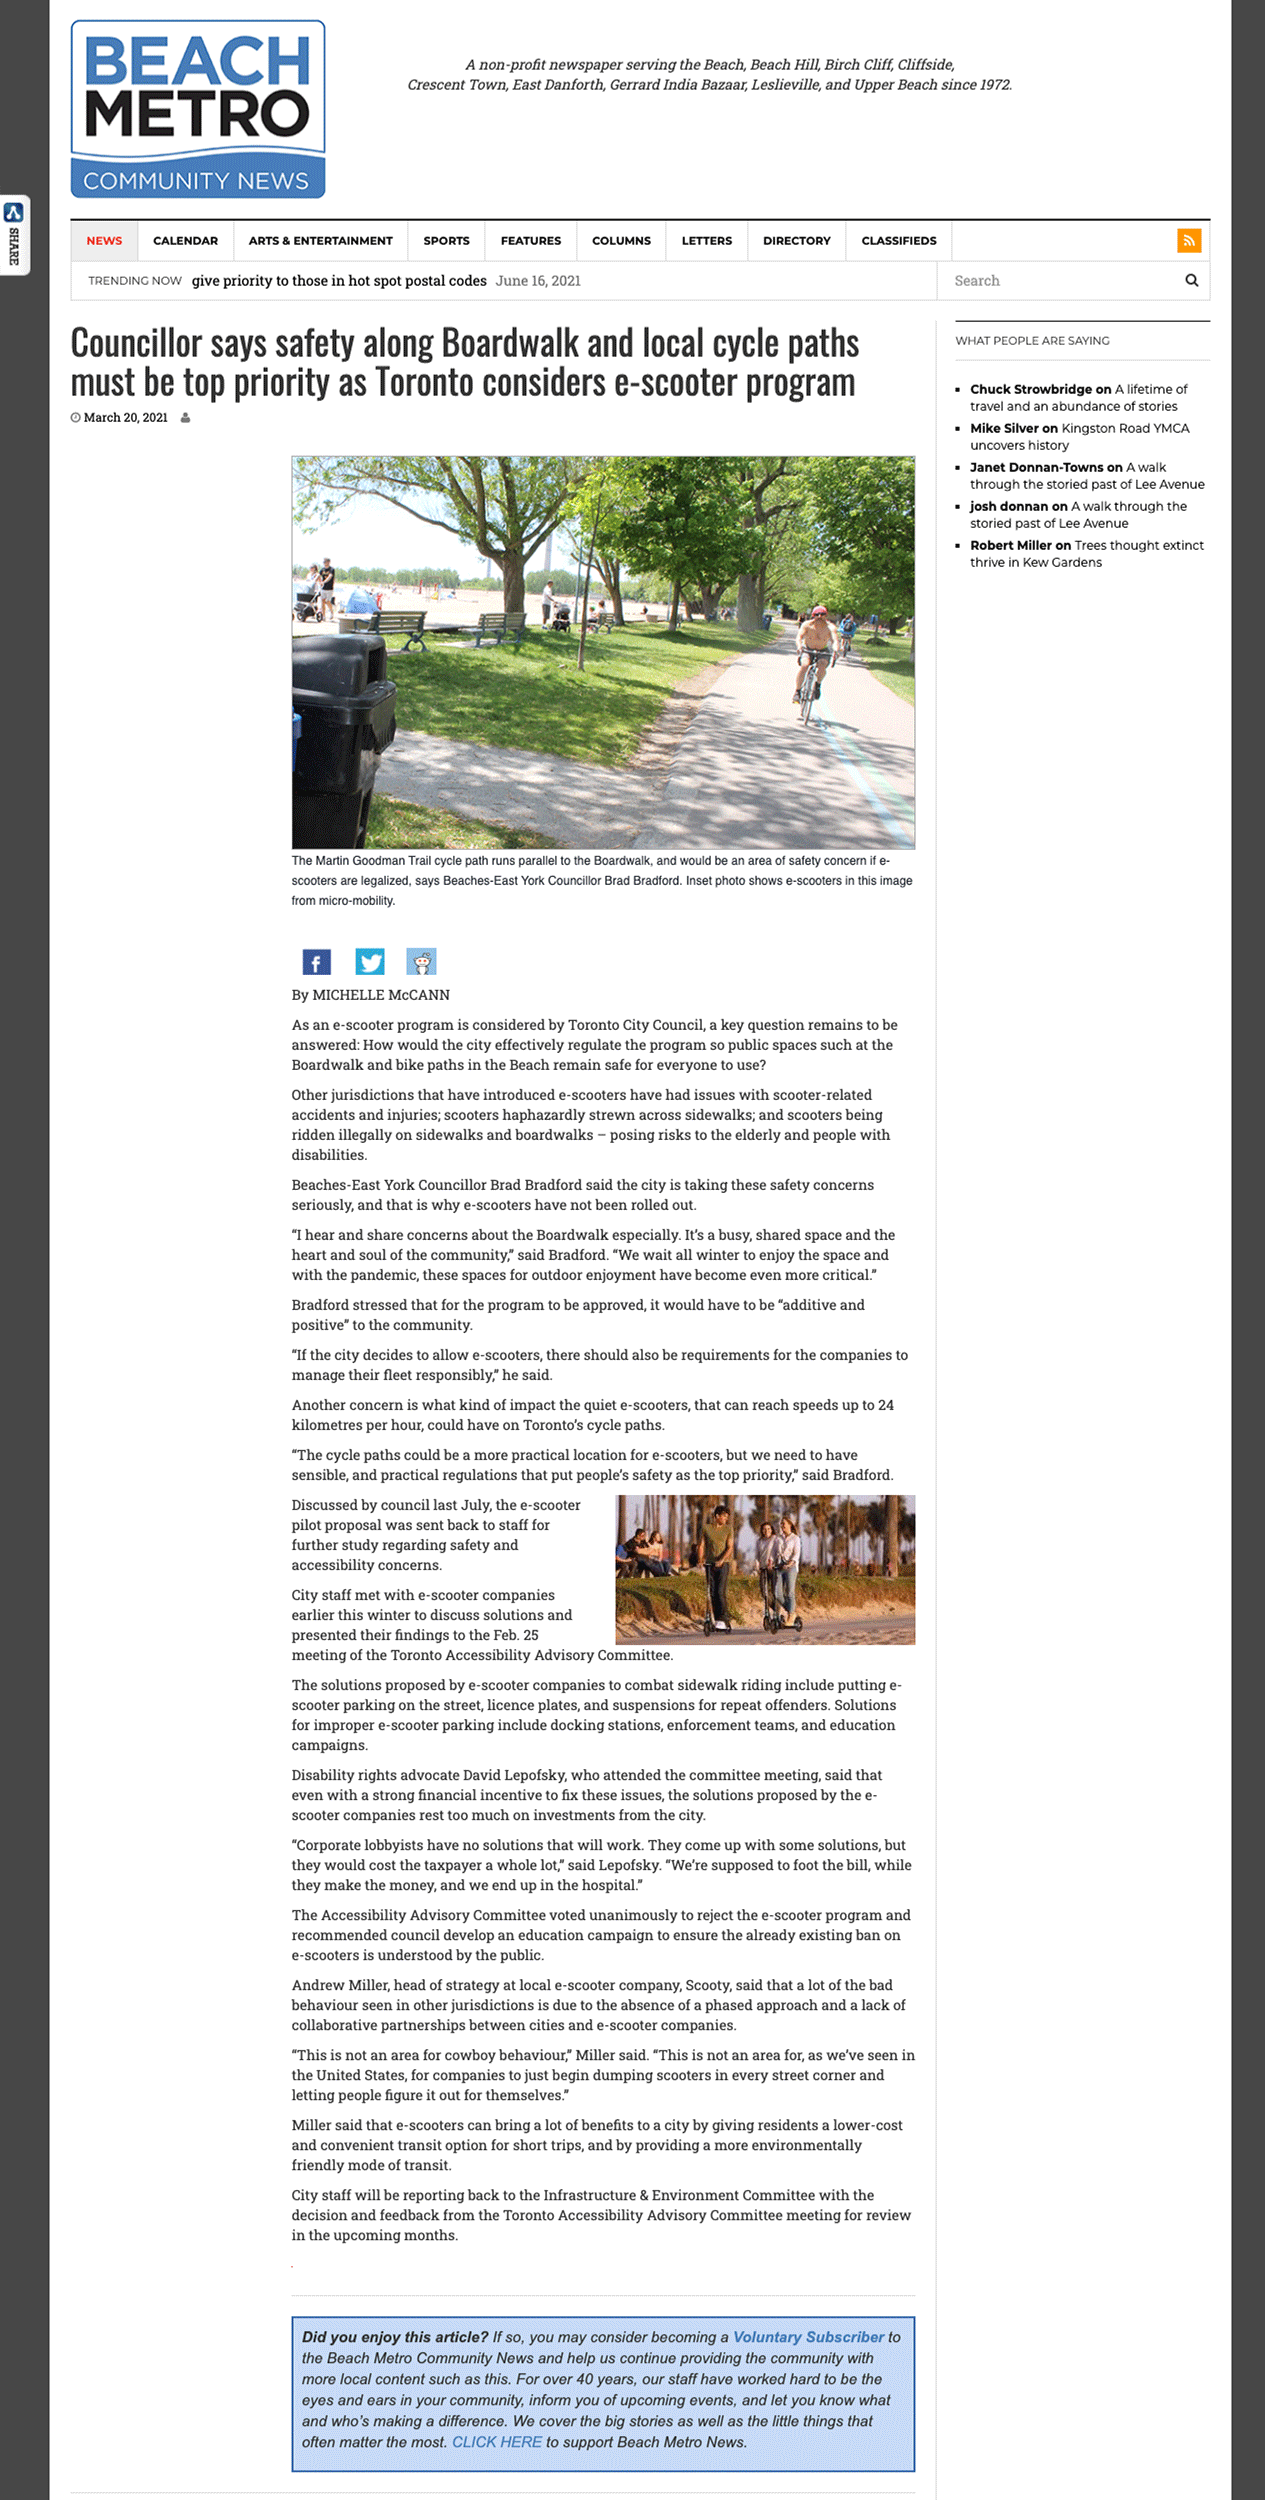 BEACH
METRO
COMMUNITY NEWS
A non-profit newspaper serving the Beach, Beach Hill, Birch Cliff, Cliffside,
Crescent Town, East Danforth, Gerrard India Bazaar, Leslieville, and Upper Beach since 1972.
SHARE
NEWS CALENDAR ARTS & ENTERTAINMENT SPORTS FEATURES COLUMNS LETTERS DIRECTORY CLASSIFIEDS
TRENDING NOW give priority to those in hot spot postal codes June 16, 2021 Search
Councillor says safety along Boardwalk and local cycle paths
must be top priority as Toronto considers e-scooter program
March 20, 2021
The Martin Goodman Trail cycle path runs parallel to the Boardwalk, and would be an area of safety concern if e-
scooters are legalized, says Beaches-East York Councillor Brad Bradford. Inset photo shows e-scooters in this image
from micro-mobility.
By MICHELLE McCANN
As an e-scooter program is considered by Toronto City Council, a key question remains to be
answered: How would the city effectively regulate the program so public spaces such at the
Boardwalk and bike paths in the Beach remain safe for everyone to use?
Other jurisdictions that have introduced e-scooters have had issues with scooter-related
accidents and injuries; scooters haphazardly strewn across sidewalks; and scooters being
ridden illegally on sidewalks and boardwalks – posing risks to the elderly and people with
disabilities.
Beaches-East York Councillor Brad Bradford said the city is taking these safety concerns
seriously, and that is why e-scooters have not been rolled out.
“I hear and share concerns about the Boardwalk especially. It’s a busy, shared space and the
heart and soul of the community,” said Bradford. “We wait all winter to enjoy the space and
with the pandemic, these spaces for outdoor enjoyment have become even more critical.”
Bradford stressed that for the program to be approved, it would have to be “additive and
positive” to the community.
“If the city decides to allow e-scooters, there should also be requirements for the companies to
manage their fleet responsibly,” he said.
Another concern is what kind of impact the quiet e-scooters, that can reach speeds up to 24
kilometres per hour, could have on Toronto’s cycle paths.
“The cycle paths could be a more practical location for e-scooters, but we need to have
sensible, and practical regulations that put people’s safety as the top priority,” said Bradford.
Discussed by council last July, the e-scooter
pilot proposal was sent back to staff for
further study regarding safety and
accessibility concerns.
City staff met with e-scooter companies
earlier this winter to discuss solutions and
presented their findings to the Feb. 25
meeting of the Toronto Accessibility Advisory Committee.
The solutions proposed by e-scooter companies to combat sidewalk riding include putting e-
scooter parking on the street, licence plates, and suspensions for repeat offenders. Solutions
for improper e-scooter parking include docking stations, enforcement teams, and education
campaigns.
Disability rights advocate David Lepofsky, who attended the committee meeting, said that
even with a strong financial incentive to fix these issues, the solutions proposed by the e-
scooter companies rest too much on investments from the city.
“Corporate lobbyists have no solutions that will work. They come up with some solutions, but
they would cost the taxpayer a whole lot,” said Lepofsky. “We’re supposed to foot the bill, while
they make the money, and we end up in the hospital.”
The Accessibility Advisory Committee voted unanimously to reject the e-scooter program and
recommended council develop an education campaign to ensure the already existing ban on
e-scooters is understood by the public.
Andrew Miller, head of strategy at local e-scooter company, Scooty, said that a lot of the bad
behaviour seen in other jurisdictions is due to the absence of a phased approach and a lack of
collaborative partnerships between cities and e-scooter companies.
“This is not an area for cowboy behaviour,” Miller said. “This is not an area for, as we’ve seen in
the United States, for companies to just begin dumping scooters in every street corner and
letting people figure it out for themselves.”
Miller said that e-scooters can bring a lot of benefits to a city by giving residents a lower-cost
and convenient transit option for short trips, and by providing a more environmentally
friendly mode of transit.
City staff will be reporting back to the Infrastructure & Environment Committee with the
decision and feedback from the Toronto Accessibility Advisory Committee meeting for review
in the upcoming months.
Did you enjoy this article? If so, you may consider becoming a Voluntary Subscriber to
the Beach Metro Community News and help us continue providing the community with
more local content such as this. For over 40 years, our staff have worked hard to be the
eyes and ears in your community, inform you of upcoming events, and let you know what
and who’s making a difference. We cover the big stories as well as the little things that
often matter the most. CLICK HERE to support Beach Metro News.
WHAT PEOPLE ARE SAYING
Chuck Strowbridge on A lifetime of
travel and an abundance of stories
Mike Silver on Kingston Road YMCA
uncovers history
Janet Donnan-Towns on A walk
through the storied past of Lee Avenue
josh donnan on A walk through the
storied past of Lee Avenue
Robert Miller on Trees thought extinct
thrive in Kew Gardens